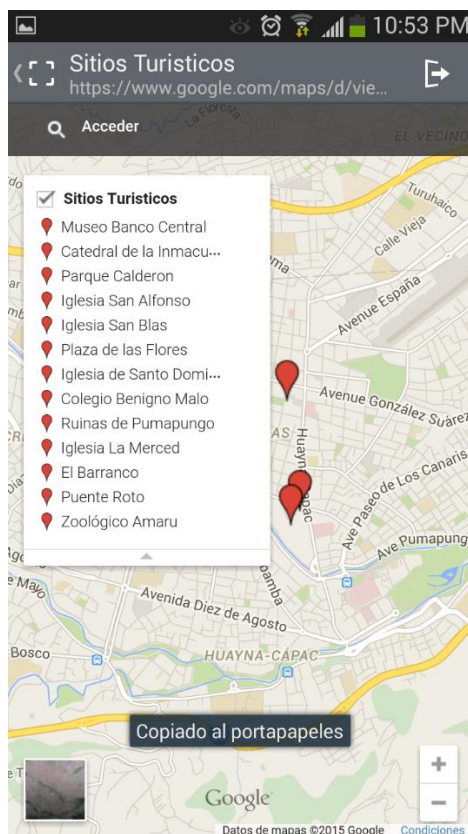 10:53 PM
Sitios Turisticos
https://www.google.com/maps/d/vie...
Acceder
La Floresta
EL VECINO
Sitios Turisticos
Museo Banco Central
Catedral de la Inmacu...
Parque Calderon
Iglesia San Alfonso
Iglesia San Blas
Plaza de las Flores
Iglesia de Santo Domi...
Colegio Benigno Malo
Ruinas de Pumapungo
Iglesia La Merced
El Barranco
Puente Roto
Zoológico Amaru
Turuhuaico
Calle Vieja
Avenue España
Avenue González Suárez
Huayna Capac
Ave Paseo de Los Canaris
Ave Pumapung
Avenida Diez de Agosto
Bosco
HUAYNA-CÁPAC
Copiado al portapapeles
Google
Datos de mapas ©2015 Google Condiciones